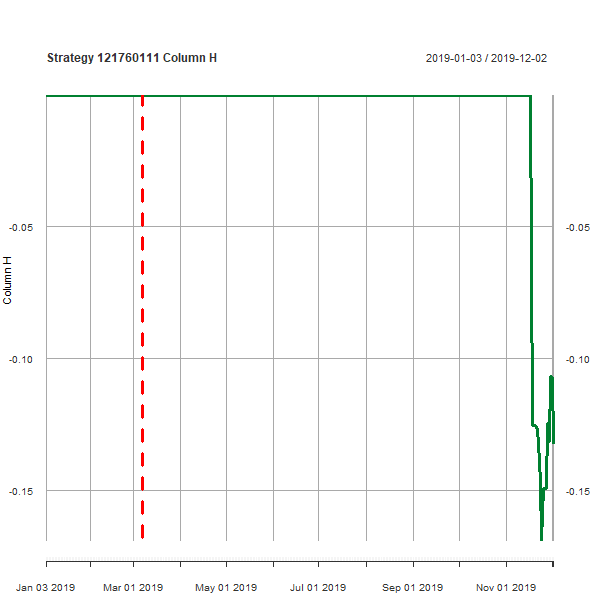 Strategy 121760111 Column H
2019-01-03 / 2019-12-02
-0.05
-0.05
Column H
-0.10
-0.10
-0.15
-0.15
Jan 03 2019
Mar 01 2019
May 01 2019
Jul 01 2019
Sep 01 2019
Nov 01 2019